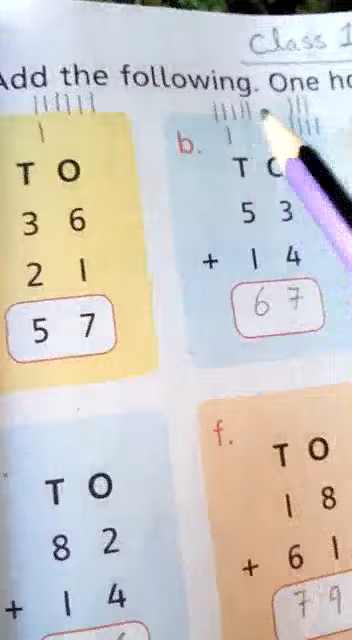 Class 1
Add the following. One
T O
3 6
2 1
5 7
b.
T
5 3
+ 1 4
6 7
T O
8 2
+ 1 4
f.
T O
1 8
+ 6 1
7 9